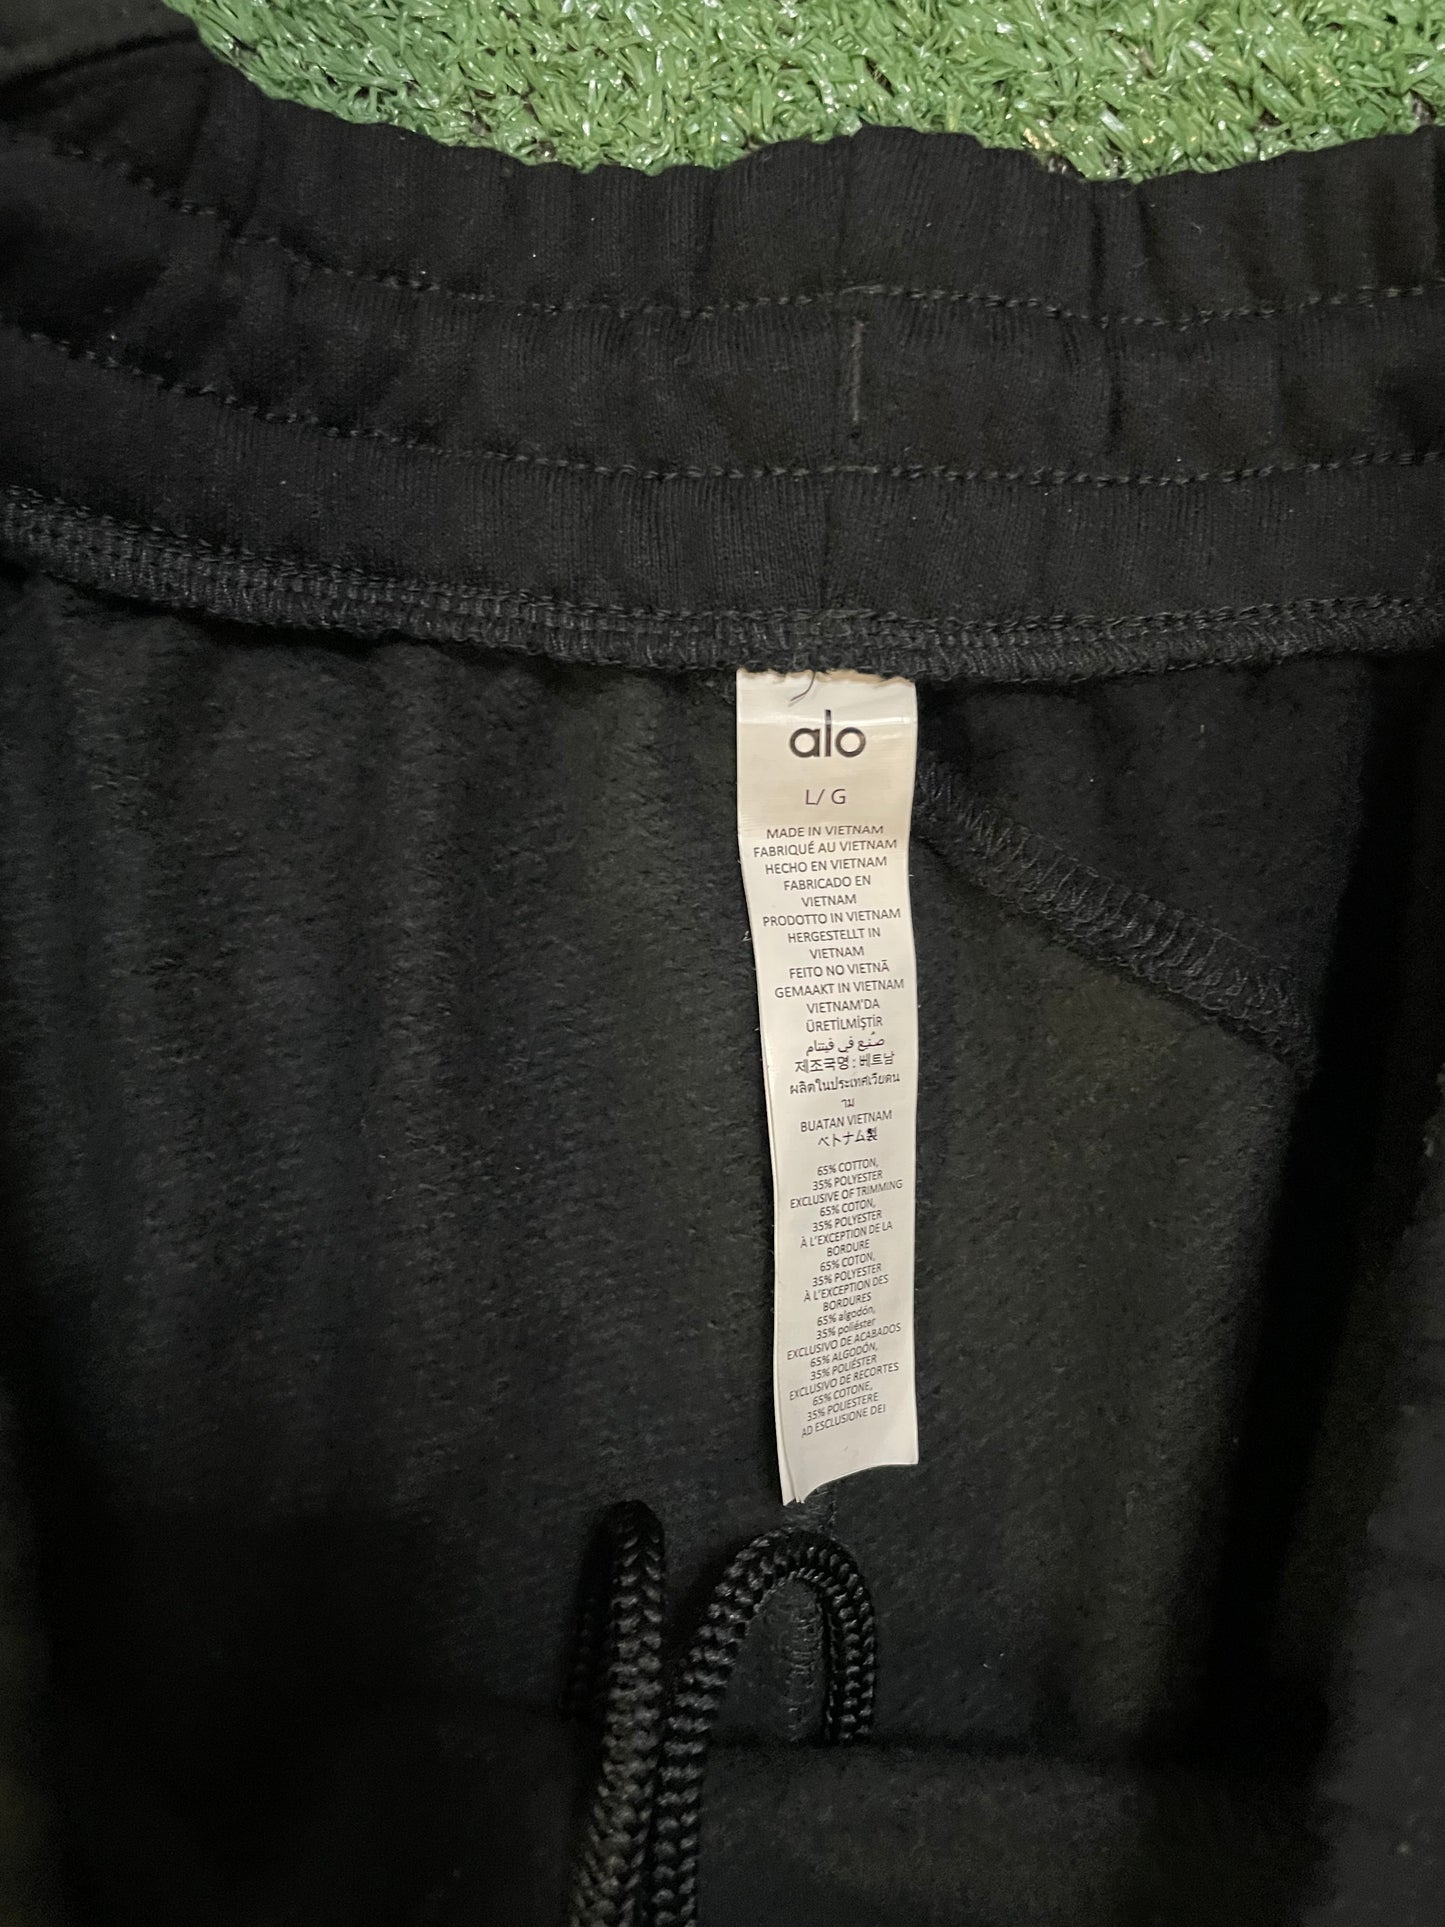 alo
L/ G
MADE IN VIETNAM
FABRIQUÉ AU VIETNAM
HECHO EN VIETNAM
FABRICADO EN
VIETNAM
PRODOTTO IN VIETNAM
HERGESTELLT IN
VIETNAM
FEITO NO VIETNÃ
GEMAAKT IN VIETNAM
VIETNAM'DA
ÜRETİLMİŞTİR
صُنع في فيتنام
제조국명 : 베트남
ผลิตในประเทศเวียดน
าม
BUATAN VIETNAM
ベトナム製
65% COTTON,
35% POLYESTER
EXCLUSIVE OF TRIMMING
65% COTON,
35% POLYESTER
À L'EXCEPTION DE LA
BORDURE
65% COTON,
35% POLYESTER
À L'EXCEPTION DES
BORDURES
65% algodón,
35% poliéster
EXCLUSIVO DE ACABADOS
65% ALGODÓN,
35% POLIÉSTER
EXCLUSIVO DE RECORTES
65% COTONE,
35% POLIESTERE
AD ESCLUSIONE DEI